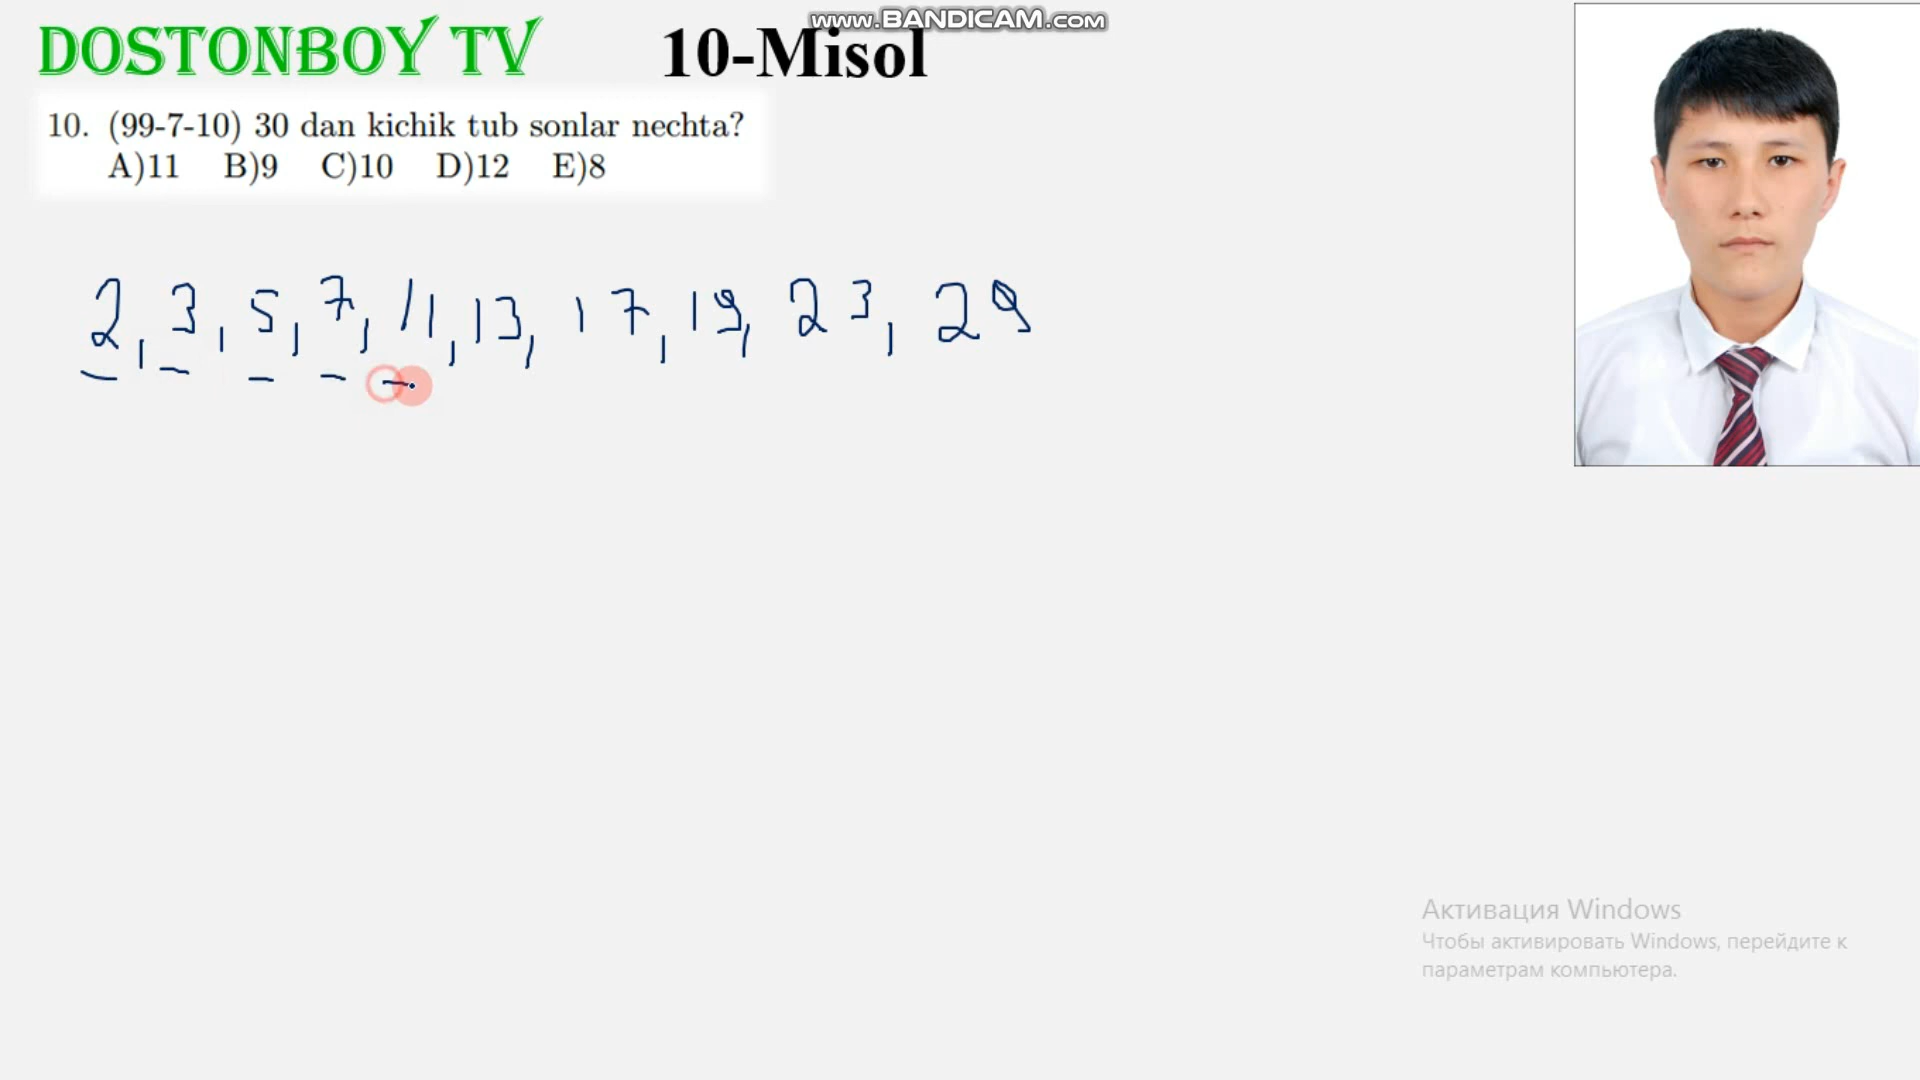 www.BANDICAM.com
DOSTONBOY TV
10-Misol
10. (99-7-10) 30 dan kichik tub sonlar nechta?
A)11 B)9 C)10 D)12 E)8
2, 3, 5, 7, 11, 13, 17, 19, 23, 29
Активация Windows
Чтобы активировать Windows, перейдите к
параметрам компьютера.